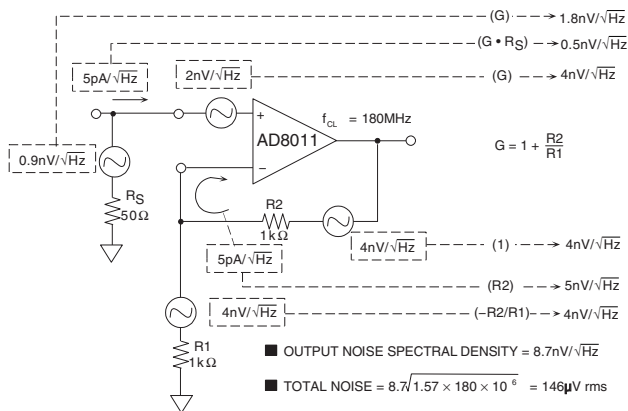 (G) 1.8nV/√Hz
(G • RS) 0.5nV/√Hz
5pA/√Hz
2nV/√Hz (G) 4nV/√Hz
fCL = 180MHz
+
AD8011
–
G = 1 + R2/R1
0.9nV/√Hz
RS
50Ω
R2
1kΩ
4nV/√Hz (1) 4nV/√Hz
5pA/√Hz
(R2) 5nV/√Hz
4nV/√Hz (–R2/R1) 4nV/√Hz
R1
1kΩ
■ OUTPUT NOISE SPECTRAL DENSITY = 8.7nV/√Hz
■ TOTAL NOISE = 8.7√1.57 × 180 × 10 6 = 146µV rms